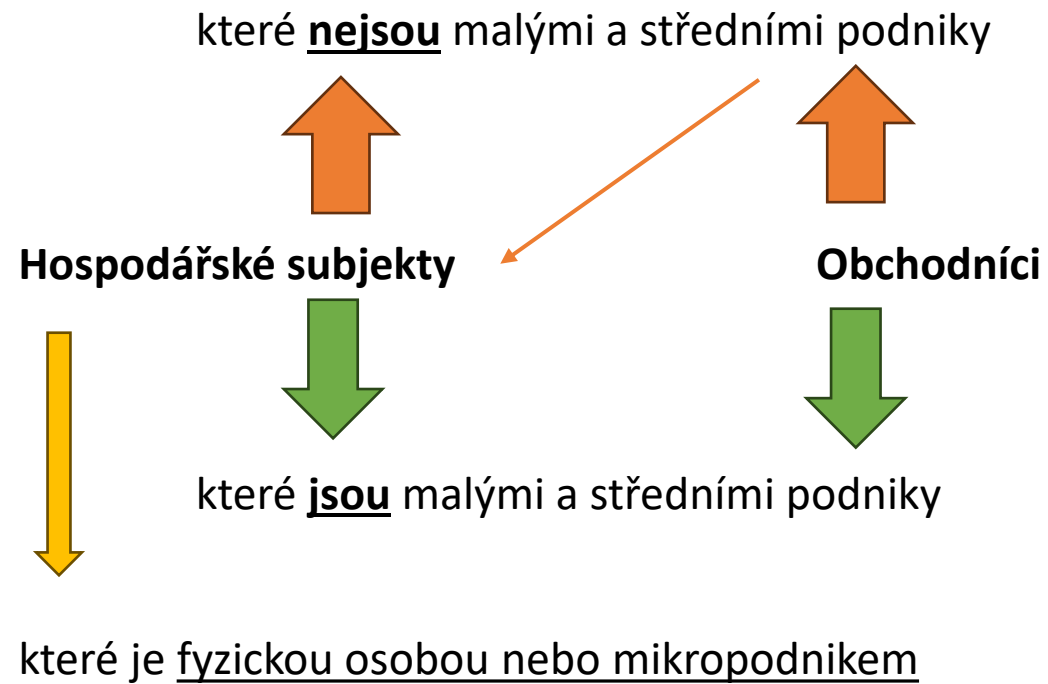 které nejsou malými a středními podniky
Hospodářské subjekty
Obchodníci
které jsou malými a středními podniky
které je fyzickou osobou nebo mikropodnikem